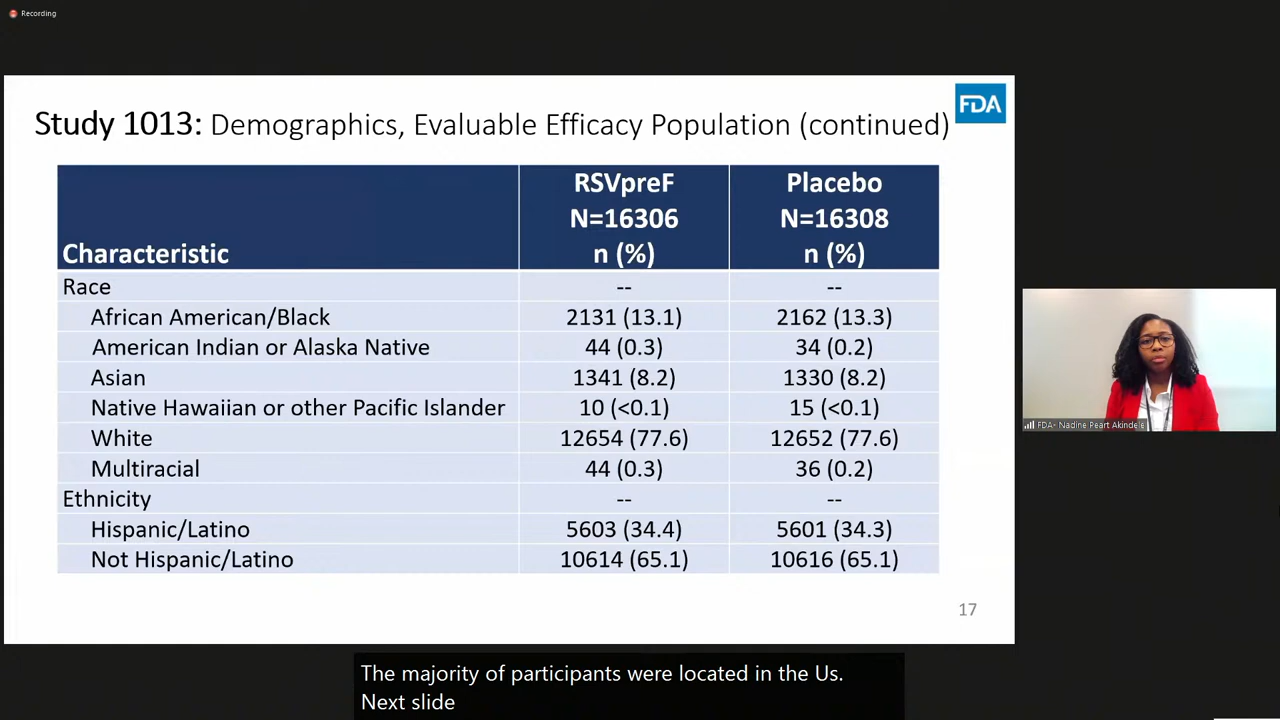 Recording
FDA
Study 1013: Demographics, Evaluable Efficacy Population (continued)
Characteristic RSVpreF N=16306 n (%) Placebo N=16308 n (%)
Race -- --
African American/Black 2131 (13.1) 2162 (13.3)
American Indian or Alaska Native 44 (0.3) 34 (0.2)
Asian 1341 (8.2) 1330 (8.2)
Native Hawaiian or other Pacific Islander 10 (<0.1) 15 (<0.1)
White 12654 (77.6) 12652 (77.6)
Multiracial 44 (0.3) 36 (0.2)
Ethnicity -- --
Hispanic/Latino 5603 (34.4) 5601 (34.3)
Not Hispanic/Latino 10614 (65.1) 10616 (65.1)
17
FDA- Nadine Peart Akindele
The majority of participants were located in the Us.
Next slide